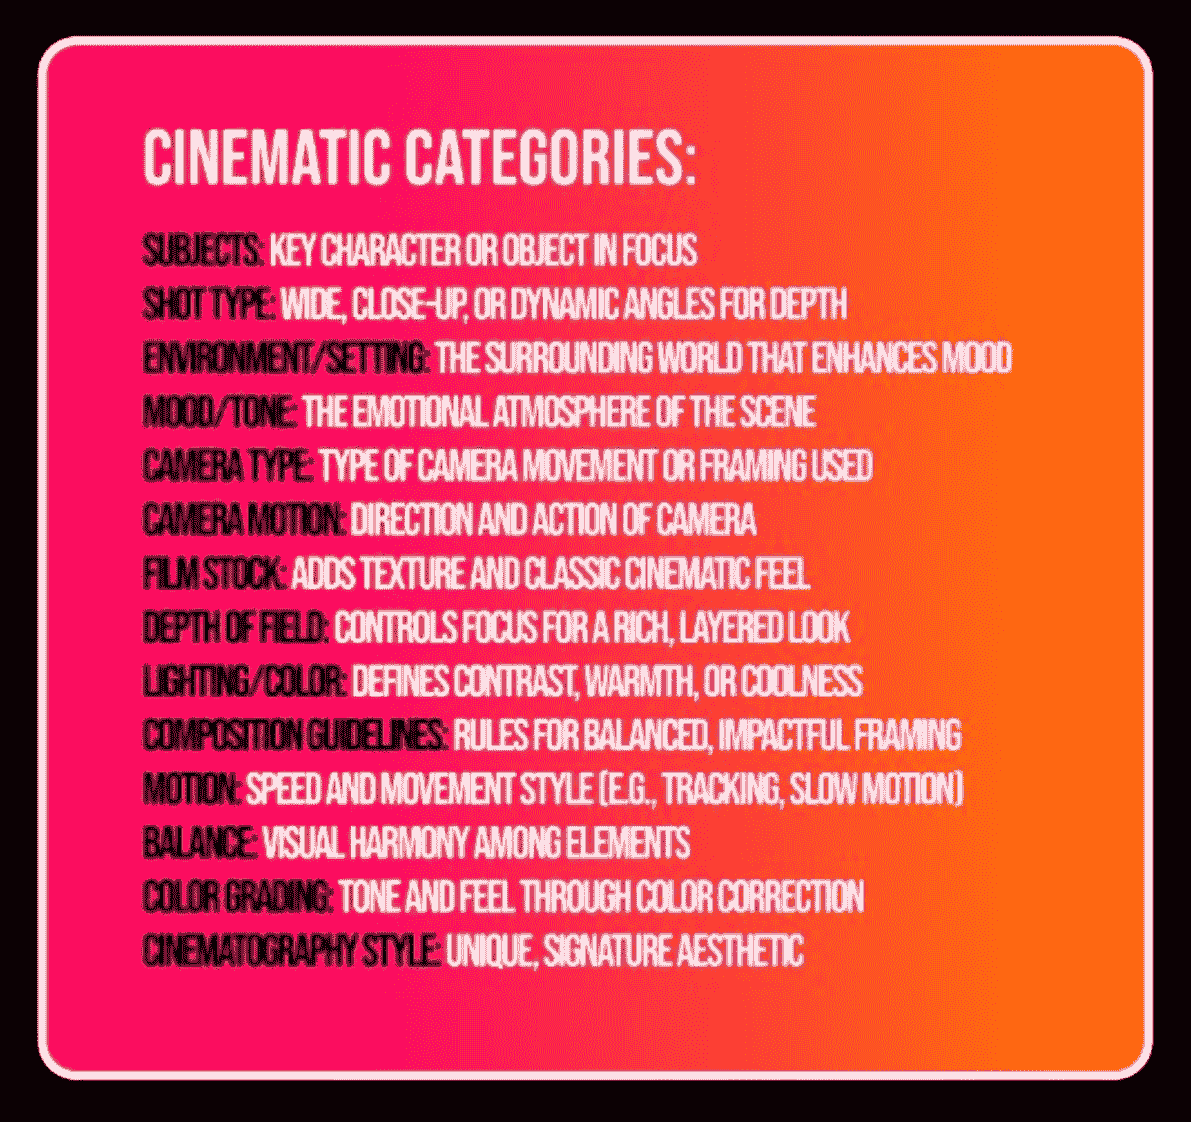 CINEMATIC CATEGORIES:
SUBJECTS: KEY CHARACTER OR OBJECT IN FOCUS
SHOT TYPE: WIDE, CLOSE-UP, OR DYNAMIC ANGLES FOR DEPTH
ENVIRONMENT/SETTING: THE SURROUNDING WORLD THAT ENHANCES MOOD
MOOD/TONE: THE EMOTIONAL ATMOSPHERE OF THE SCENE
CAMERA TYPE: TYPE OF CAMERA MOVEMENT OR FRAMING USED
CAMERA MOTION: DIRECTION AND ACTION OF CAMERA
FILM STOCK: ADDS TEXTURE AND CLASSIC CINEMATIC FEEL
DEPTH OF FIELD: CONTROLS FOCUS FOR A RICH, LAYERED LOOK
LIGHTING/COLOR: DEFINES CONTRAST, WARMTH, OR COOLNESS
COMPOSITION GUIDELINES: RULES FOR BALANCED, IMPACTFUL FRAMING
MOTION: SPEED AND MOVEMENT STYLE (E.G., TRACKING, SLOW MOTION)
BALANCE: VISUAL HARMONY AMONG ELEMENTS
COLOR GRADING: TONE AND FEEL THROUGH COLOR CORRECTION
CINEMATOGRAPHY STYLE: UNIQUE, SIGNATURE AESTHETIC